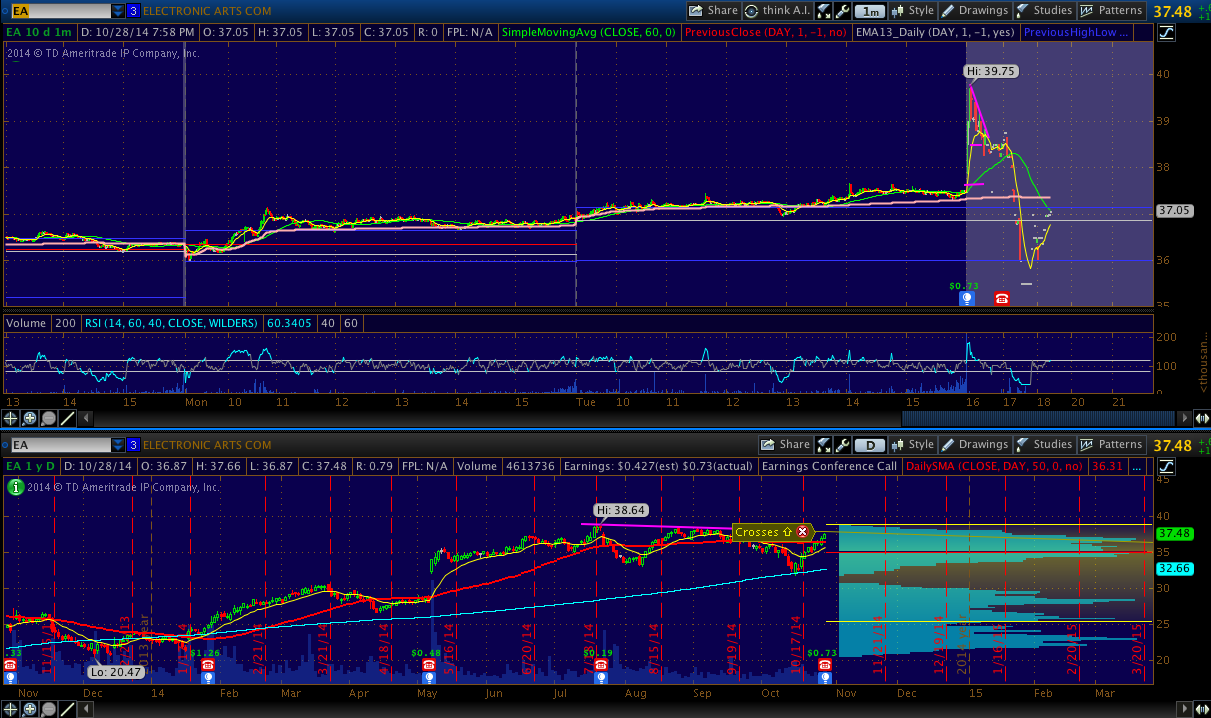 EA 3 ELECTRONIC ARTS COM Share think A.I. 1m Style Drawings Studies Patterns 37.48
EA 10 d 1m D: 10/28/14 7:58 PM O: 37.05 H: 37.05 L: 37.05 C: 37.05 R: 0 FPL: N/A SimpleMovingAvg (CLOSE, 60, 0) PreviousClose (DAY, 1, -1, no) EMA13_Daily (DAY, 1, -1, yes) PreviousHighLow ...
2014 © TD Ameritrade IP Company, Inc.
Hi: 39.75
40
39
38
37.05
36
35
$0.73
Volume 200 RSI (14, 60, 40, CLOSE, WILDERS) 60.3405 40 60
200
100
0
<thousan...
13 14 15 Mon 10 11 12 13 14 15 Tue 10 11 12 13 14 15 16 17 18 20 21
EA 3 ELECTRONIC ARTS COM Share D Style Drawings Studies Patterns 37.48
EA 1 y D D: 10/28/14 O: 36.87 H: 37.66 L: 36.87 C: 37.48 R: 0.79 FPL: N/A Volume 4613736 Earnings: $0.427(est) $0.73(actual) Earnings Conference Call DailySMA (CLOSE, DAY, 50, 0, no) 36.31 ...
2014 © TD Ameritrade IP Company, Inc.
Hi: 38.64
Crosses
45
40
37.48
35
32.66
30
25
20
2/21/14
3/21/14
4/18/14
5/16/14
6/20/14
8/15/14
9/19/14
10/17/14
11/21/14
12/19/14
2/20/15
3/20/15
.33 $1.26 $0.48 $0.19 $0.73
Lo: 20.47
Nov Dec 14 Feb Mar Apr May Jun Jul Aug Sep Oct Nov Dec 15 Feb Mar